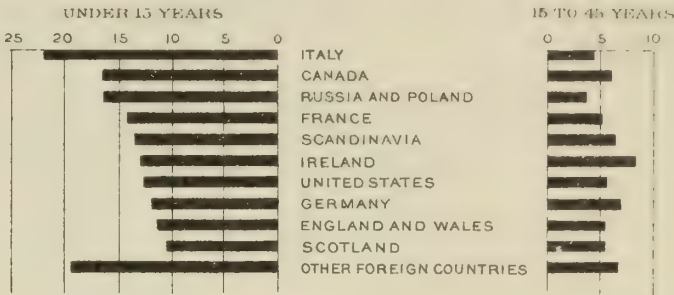 UNDER 15 YEARS 15 TO 45 YEARS
25 20 15 10 5 0 0 5 10
ITALY
CANADA
RUSSIA AND POLAND
FRANCE
SCANDINAVIA
IRELAND
UNITED STATES
GERMANY
ENGLAND AND WALES
SCOTLAND
OTHER FOREIGN COUNTRIES